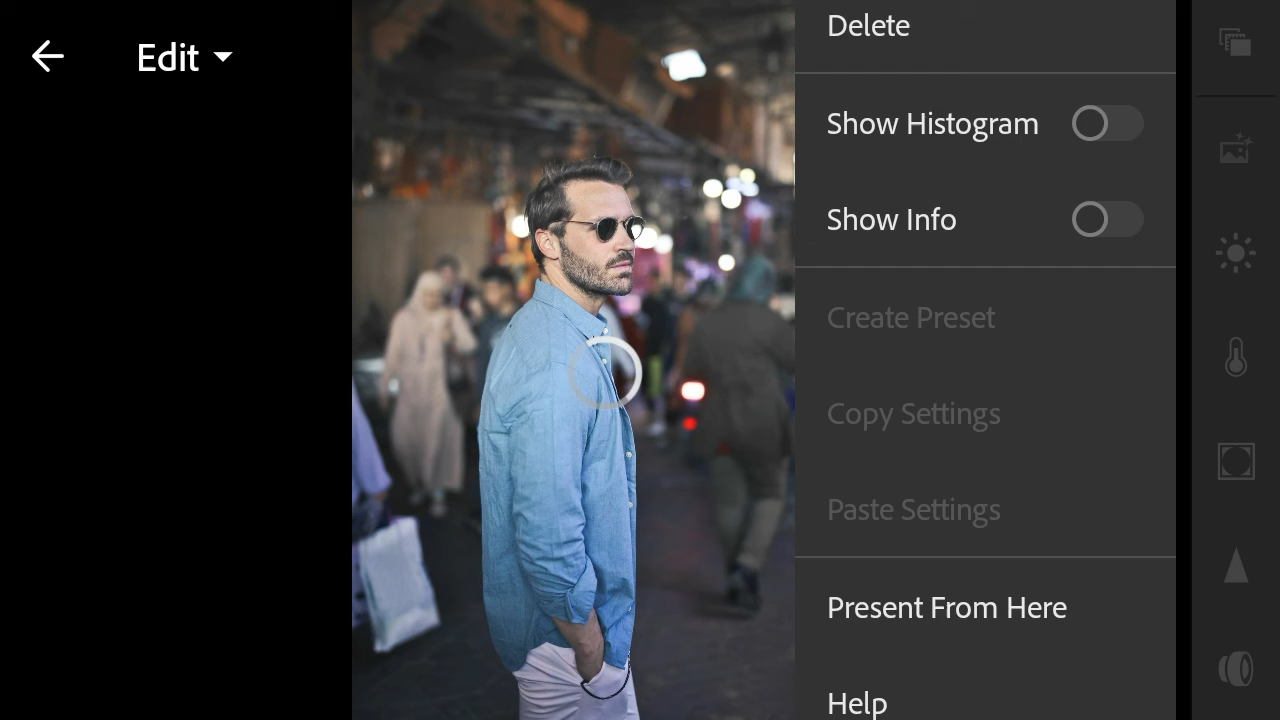 Edit
Delete
Show Histogram
Show Info
Create Preset
Copy Settings
Paste Settings
Present From Here
Help